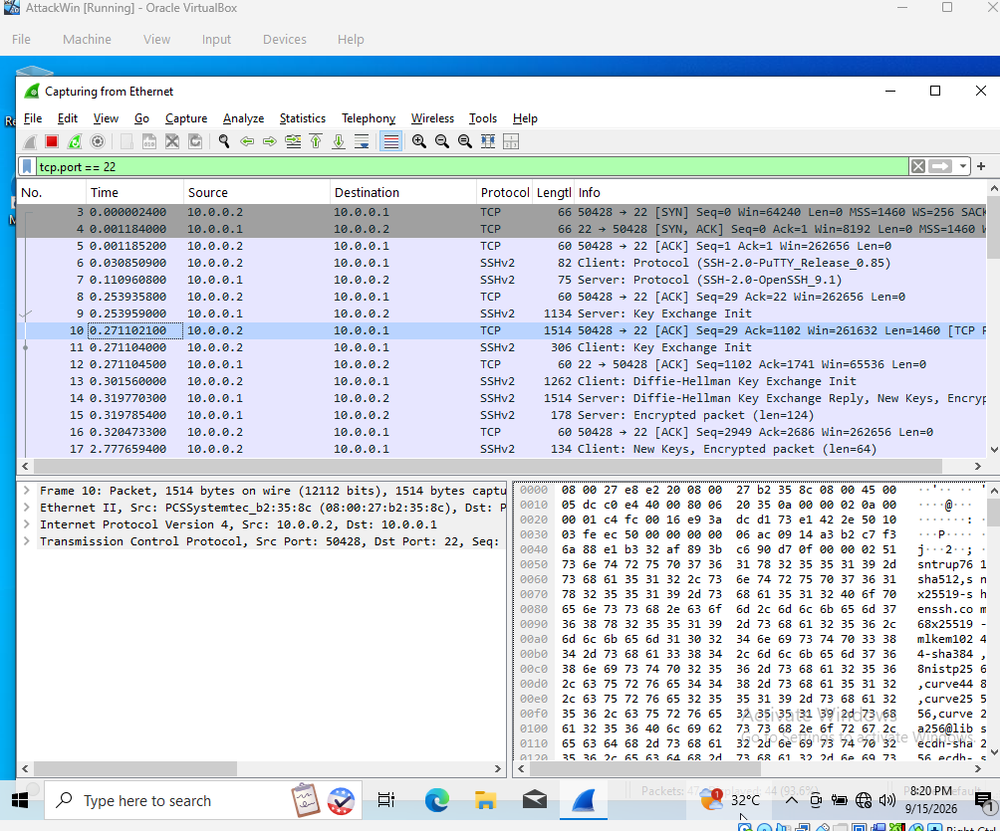 AttackWin [Running] - Oracle VirtualBox
File Machine View Input Devices Help
Capturing from Ethernet
File Edit View Go Capture Analyze Statistics Telephony Wireless Tools Help
tcp.port == 22
No. Time Source Destination Protocol Lengtl Info
3 0.000002400 10.0.0.2 10.0.0.1 TCP 66 50428 → 22 [SYN] Seq=0 Win=64240 Len=0 MSS=1460 WS=256 SACK
4 0.001184000 10.0.0.1 10.0.0.2 TCP 66 22 → 50428 [SYN, ACK] Seq=0 Ack=1 Win=8192 Len=0 MSS=1460 W
5 0.001185200 10.0.0.2 10.0.0.1 TCP 60 50428 → 22 [ACK] Seq=1 Ack=1 Win=262656 Len=0
6 0.030850900 10.0.0.2 10.0.0.1 SSHv2 82 Client: Protocol (SSH-2.0-PuTTY_Release_0.85)
7 0.110960800 10.0.0.1 10.0.0.2 SSHv2 75 Server: Protocol (SSH-2.0-OpenSSH_9.1)
8 0.253935800 10.0.0.2 10.0.0.1 TCP 60 50428 → 22 [ACK] Seq=29 Ack=22 Win=262656 Len=0
9 0.253959000 10.0.0.1 10.0.0.2 SSHv2 1134 Server: Key Exchange Init
10 0.271102100 10.0.0.2 10.0.0.1 TCP 1514 50428 → 22 [ACK] Seq=29 Ack=1102 Win=261632 Len=1460 [TCP P
11 0.271104000 10.0.0.2 10.0.0.1 SSHv2 306 Client: Key Exchange Init
12 0.271104500 10.0.0.1 10.0.0.2 TCP 60 22 → 50428 [ACK] Seq=1102 Ack=1741 Win=65536 Len=0
13 0.301560000 10.0.0.2 10.0.0.1 SSHv2 1262 Client: Diffie-Hellman Key Exchange Init
14 0.319770300 10.0.0.1 10.0.0.2 SSHv2 1514 Server: Diffie-Hellman Key Exchange Reply, New Keys, Encryp
15 0.319785400 10.0.0.1 10.0.0.2 SSHv2 178 Server: Encrypted packet (len=124)
16 0.320473300 10.0.0.2 10.0.0.1 TCP 60 50428 → 22 [ACK] Seq=2949 Ack=2686 Win=262656 Len=0
17 2.777659400 10.0.0.2 10.0.0.1 SSHv2 134 Client: New Keys, Encrypted packet (len=64)
Frame 10: Packet, 1514 bytes on wire (12112 bits), 1514 bytes captu
Ethernet II, Src: PCSSystemtec_b2:35:8c (08:00:27:b2:35:8c), Dst: P
Internet Protocol Version 4, Src: 10.0.0.2, Dst: 10.0.0.1
Transmission Control Protocol, Src Port: 50428, Dst Port: 22, Seq:
0000 08 00 27 e8 e2 20 08 00 27 b2 35 8c 08 00 45 00 ··'·· ·· '
0010 05 dc c0 e4 40 00 80 06 20 35 0a 00 00 02 0a 00 ····@···
0020 00 01 c4 fc 00 16 e9 3a dc d1 73 e1 42 2e 50 10 ·······:
0030 03 fe ec 50 00 00 00 00 06 ac 09 14 a3 b2 c7 f3 ···P····
0040 6a 88 e1 b3 32 af 89 3b c6 90 d7 0f 00 00 02 51 j···2··;
0050 73 6e 74 72 75 70 37 36 31 78 32 35 35 31 39 2d sntrup76 1
0060 73 68 61 35 31 32 2c 73 6e 74 72 75 70 37 36 31 sha512,s n
0070 78 32 35 35 31 39 2d 73 68 61 35 31 32 40 6f 70 x25519-s h
0080 65 6e 73 73 68 2e 63 6f 6d 2c 6d 6c 6b 65 6d 37 enssh.co m
0090 36 38 78 32 35 35 31 39 2d 73 68 61 32 35 36 2c 68x25519 -
00a0 6d 6c 6b 65 6d 31 30 32 34 6e 69 73 74 70 33 38 mlkem102 4
00b0 34 2d 73 68 61 33 38 34 2c 6d 6c 6b 65 6d 37 36 4-sha384 ,
00c0 38 6e 69 73 74 70 32 35 36 2d 73 68 61 32 35 36 8nistp25 6
00d0 2c 63 75 72 76 65 34 34 38 2d 73 68 61 35 31 32 ,curve44 8
00e0 2c 63 75 72 76 65 32 35 35 31 39 2d 73 68 61 32 ,curve25 5
00f0 35 36 2c 63 75 72 76 65 32 35 35 31 39 2d 73 68 56,curve 2
0100 61 32 35 36 40 6c 69 62 73 73 68 2e 6f 72 67 2c a256@lib s
0110 65 63 64 68 2d 73 68 61 32 2d 6e 69 73 74 70 32 ecdh-sha 2
0120 35 36 2c 65 63 64 68 2d 73 68 61 32 2d 6e 69 73 56,ecdh- s
Activate Windows
Go to Settings to activate Windows.
Type here to search
1
32°C
8:20 PM
9/15/2026
1
Right Ctrl